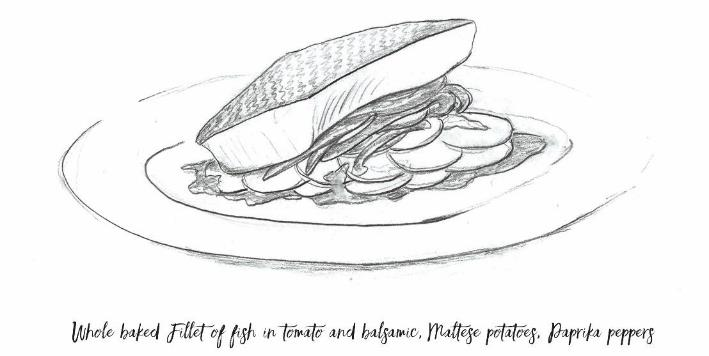 Whole baked Fillet of fish in tomato and balsamic, Maltese potatoes, Paprika peppers